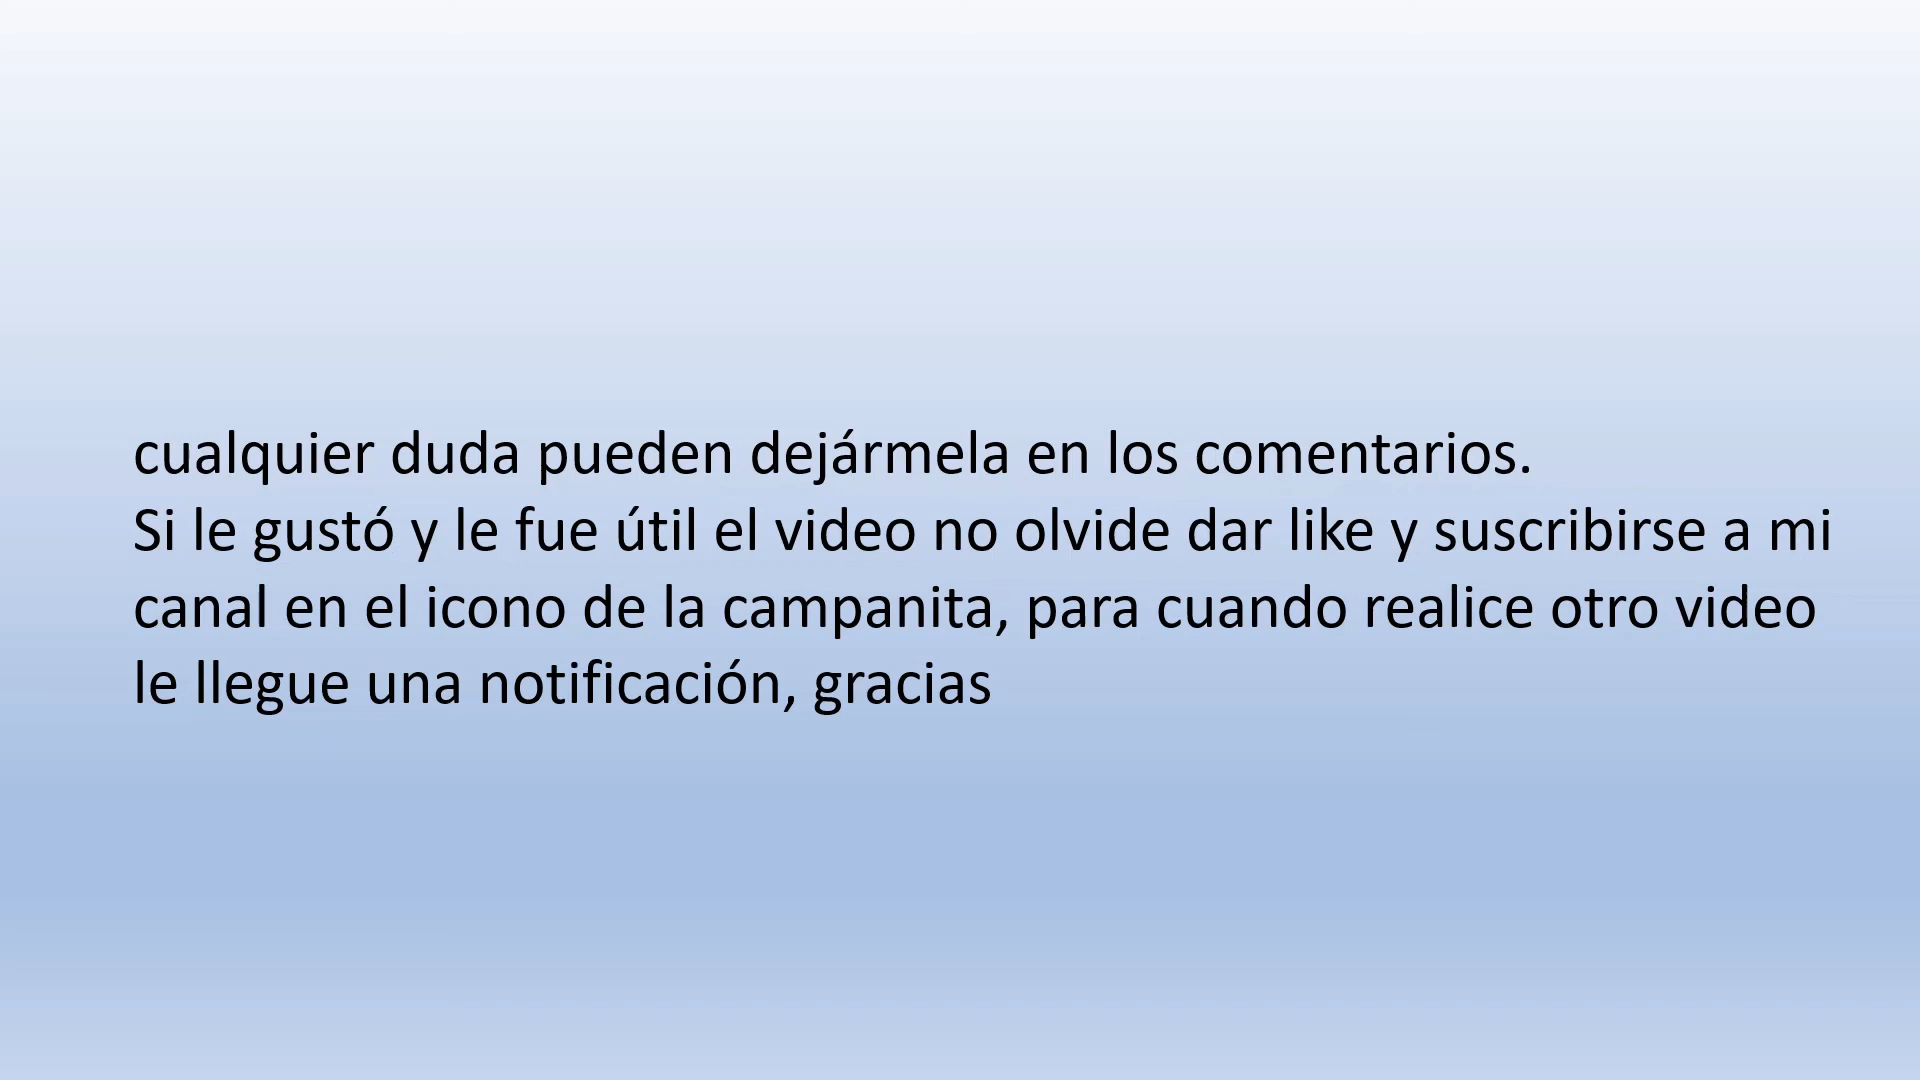 cualquier duda pueden dejármela en los comentarios.
Si le gustó y le fue útil el video no olvide dar like y suscribirse a mi
canal en el icono de la campanita, para cuando realice otro video
le llegue una notificación, gracias